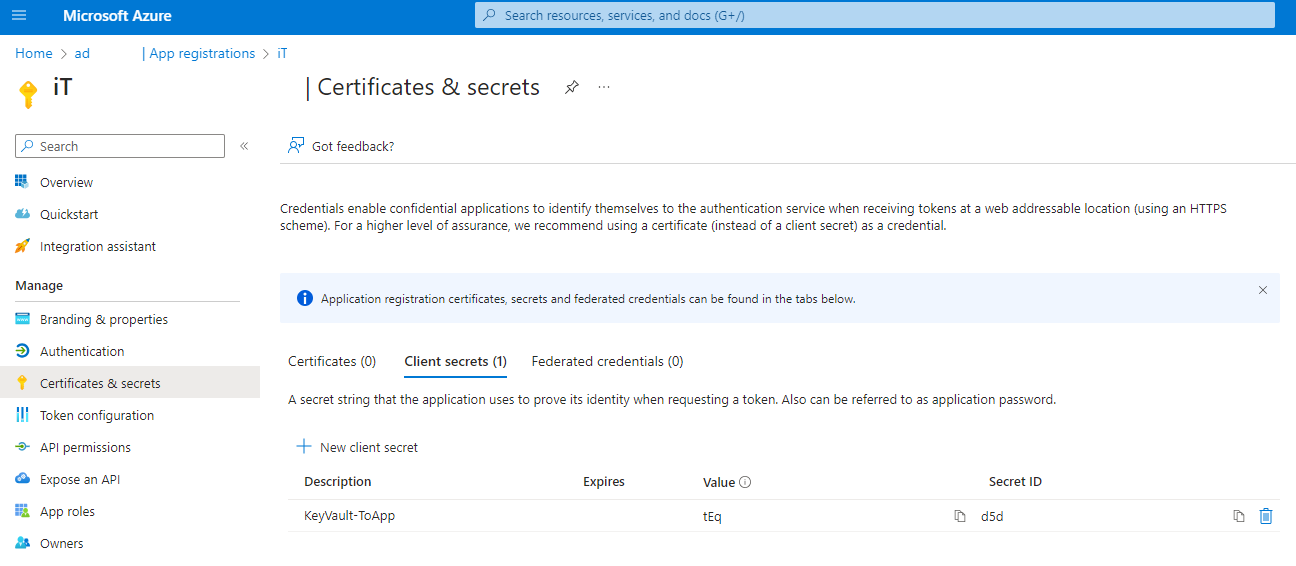 Microsoft Azure
Search resources, services, and docs (G+/)
Home > ad | App registrations > iT
iT | Certificates & secrets ...
Search «
Got feedback?
Overview
Quickstart
Integration assistant
Manage
Branding & properties
Authentication
Certificates & secrets
Token configuration
API permissions
Expose an API
App roles
Owners
Credentials enable confidential applications to identify themselves to the authentication service when receiving tokens at a web addressable location (using an HTTPS
scheme). For a higher level of assurance, we recommend using a certificate (instead of a client secret) as a credential.
Application registration certificates, secrets and federated credentials can be found in the tabs below.
Certificates (0) Client secrets (1) Federated credentials (0)
A secret string that the application uses to prove its identity when requesting a token. Also can be referred to as application password.
New client secret
Description Expires Value Secret ID
KeyVault-ToApp tEq d5d